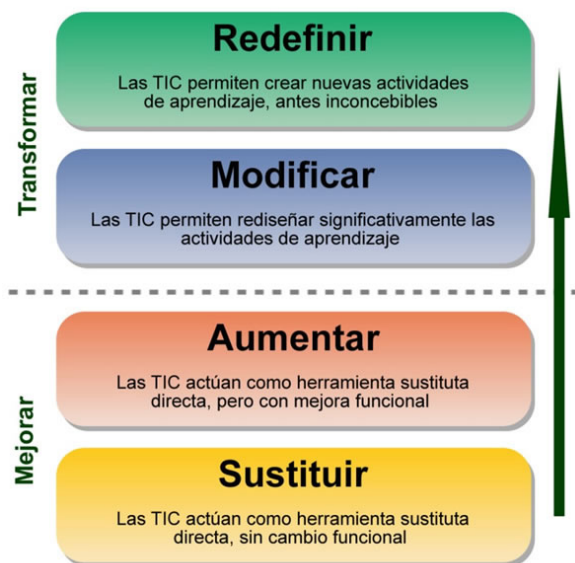 Transformar
Redefinir
Las TIC permiten crear nuevas actividades
de aprendizaje, antes inconcebibles
Modificar
Las TIC permiten rediseñar significativamente las
actividades de aprendizaje
Mejorar
Aumentar
Las TIC actúan como herramienta sustituta
directa, pero con mejora funcional
Sustituir
Las TIC actúan como herramienta sustituta
directa, sin cambio funcional